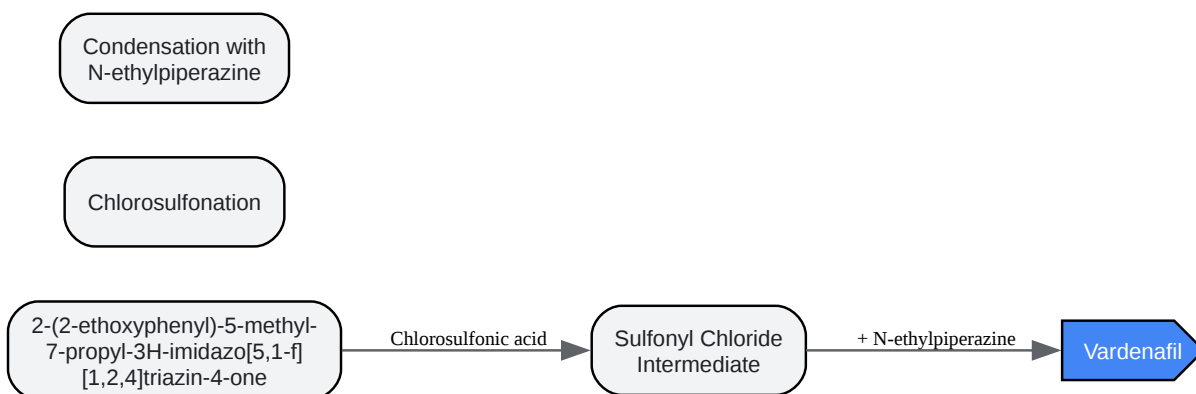 Condensation with
N-ethylpiperazine
Chlorosulfonation
2-(2-ethoxyphenyl)-5-methyl-
7-propyl-3H-imidazo[5,1-f]
[1,2,4]triazin-4-one
Chlorosulfonic acid
Sulfonyl Chloride
Intermediate
+ N-ethylpiperazine
Vardenafil